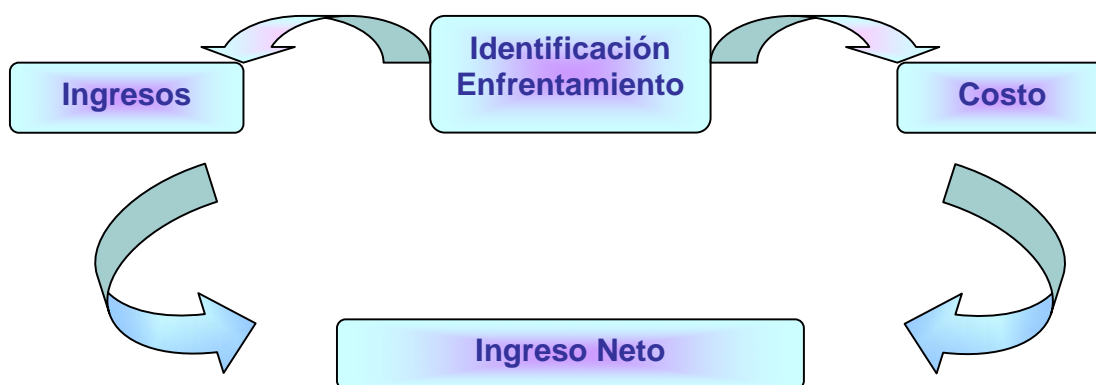 Identificación
Enfrentamiento
Ingresos
Costo
Ingreso Neto